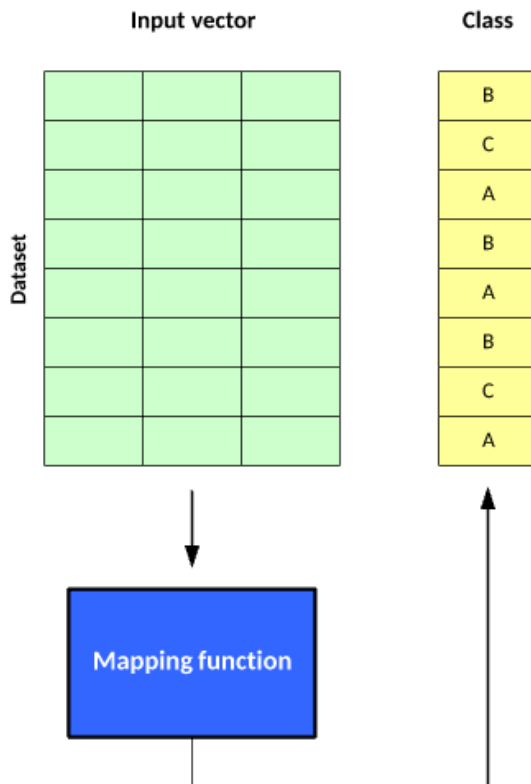 Input vector
Class
Dataset
B
C
A
B
A
B
C
A
Mapping function